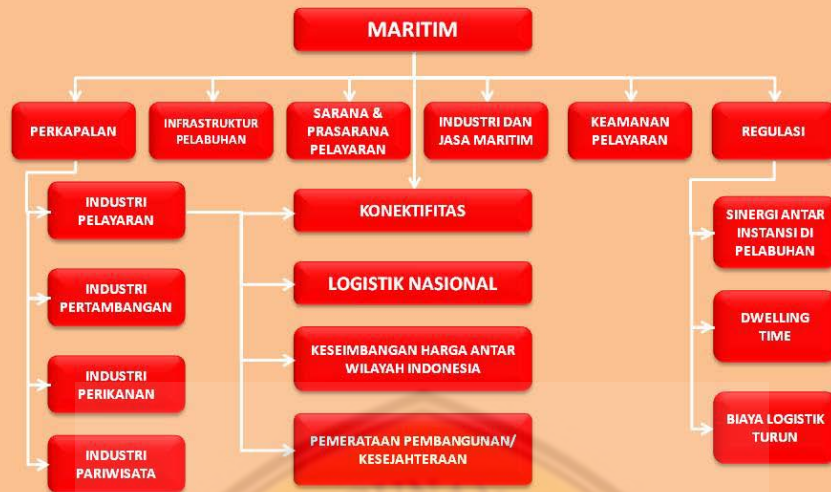 MARITIM
PERKAPALAN
INFRASTRUKTUR
PELABUHAN
SARANA &
PRASARANA
PELAYARAN
INDUSTRI DAN
JASA MARITIM
KEAMANAN
PELAYARAN
REGULASI
INDUSTRI
PELAYARAN
INDUSTRI
PERTAMBANGAN
INDUSTRI
PERIKANAN
INDUSTRI
PARIWISATA
KONEKTIFITAS
LOGISTIK NASIONAL
KESEIMBANGAN HARGA ANTAR
WILAYAH INDONESIA
PEMERATAAN PEMBANGUNAN/
KESEJAHTERAAN
SINERGI ANTAR
INSTANSI DI
PELABUHAN
DWELLING
TIME
BIAYA LOGISTIK
TURUN